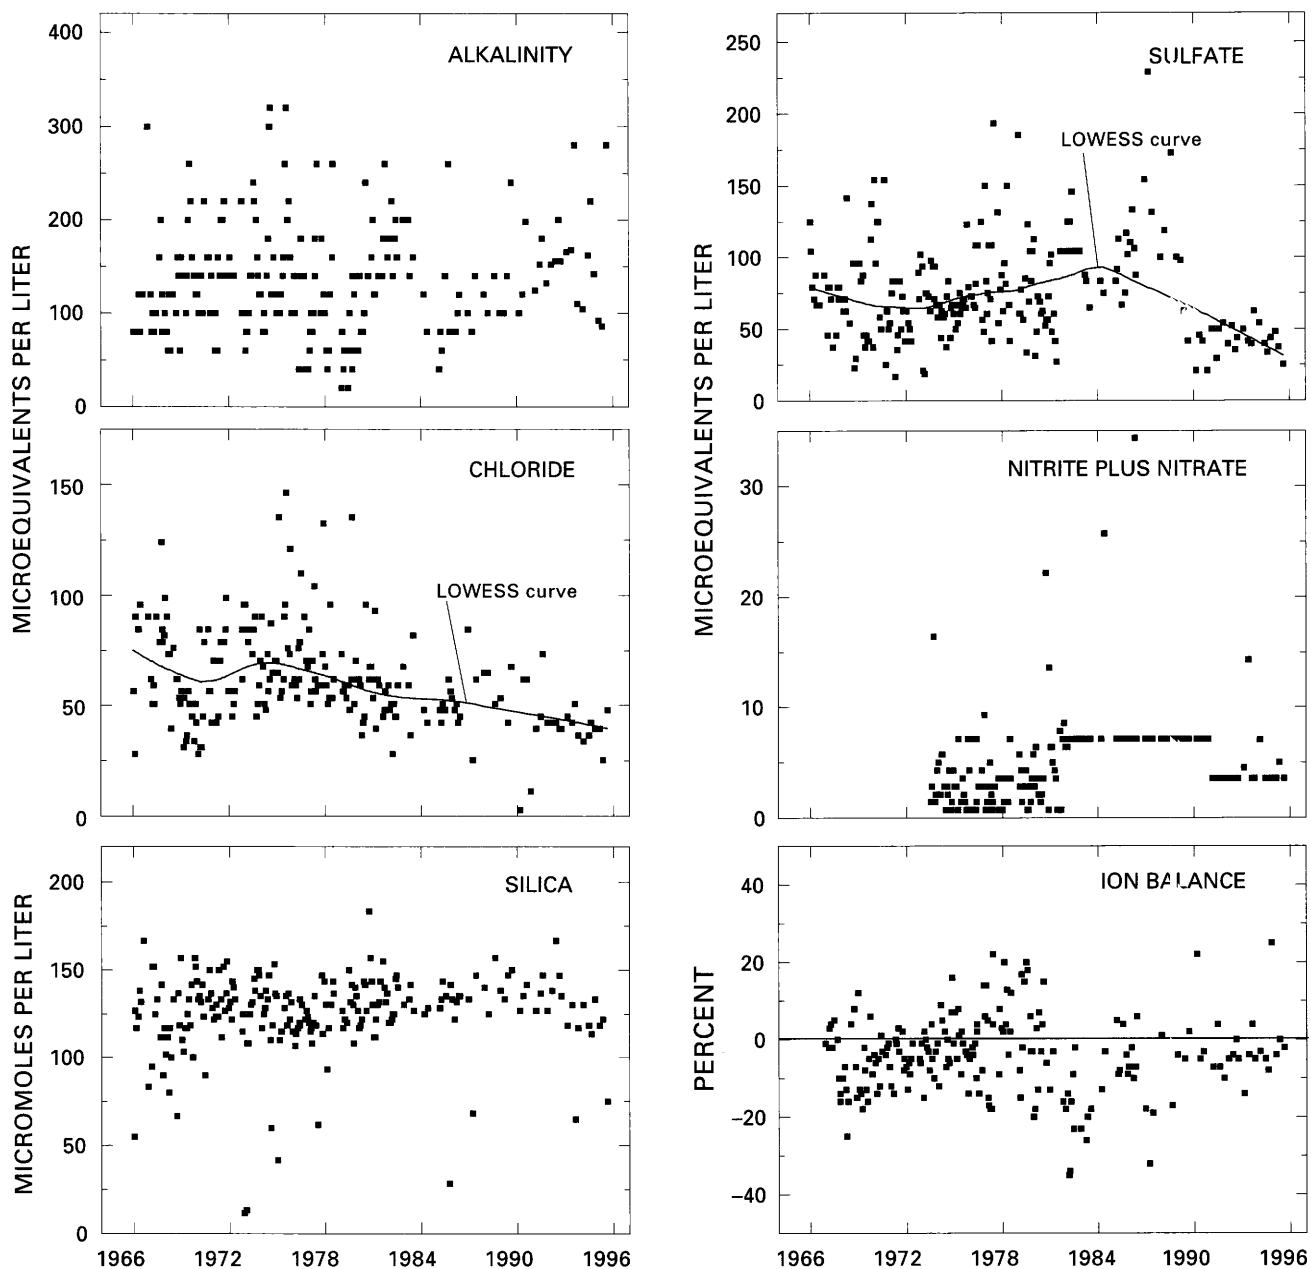 MICROEQUIVALENTS PER LITER
400
300
200
100
0
ALKALINITY
MICROEQUIVALENTS PER LITER
250
200
150
100
50
0
SULFATE
LOWESS curve
150
100
50
0
CHLORIDE
LOWESS curve
30
20
10
0
NITRITE PLUS NITRATE
MICROMOLES PER LITER
200
150
100
50
0
SILICA
1966 1972 1978 1984 1990 1996
PERCENT
40
20
0
−20
−40
ION BALANCE
1966 1972 1978 1984 1990 1996